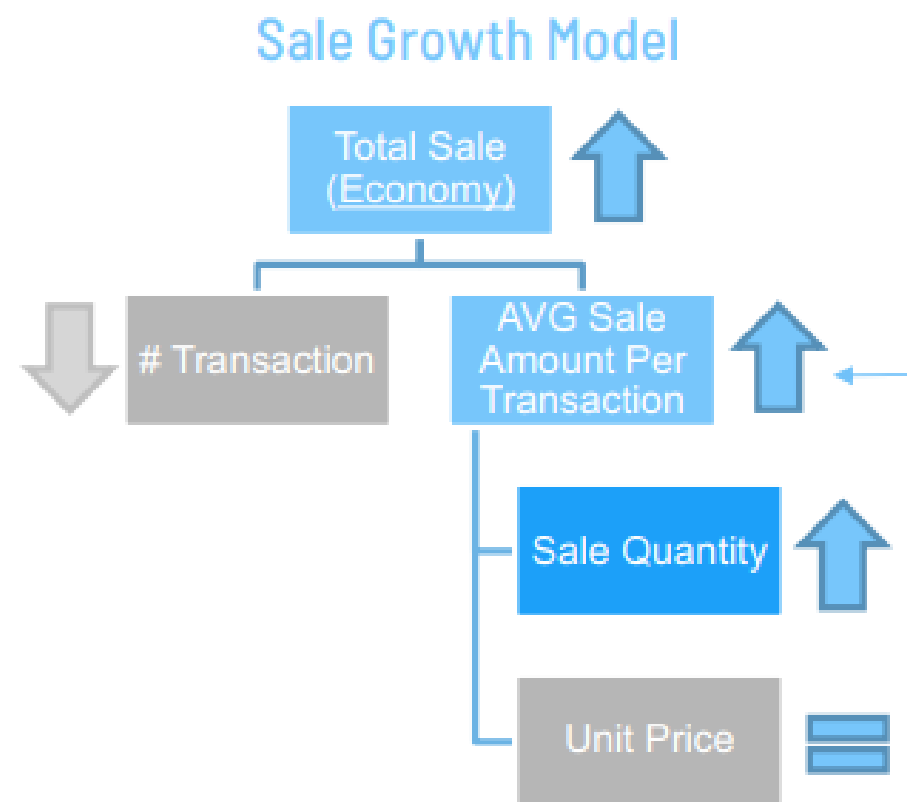 Sale Growth Model
Total Sale
(Economy)
# Transaction
AVG Sale
Amount Per
Transaction
Sale Quantity
Unit Price